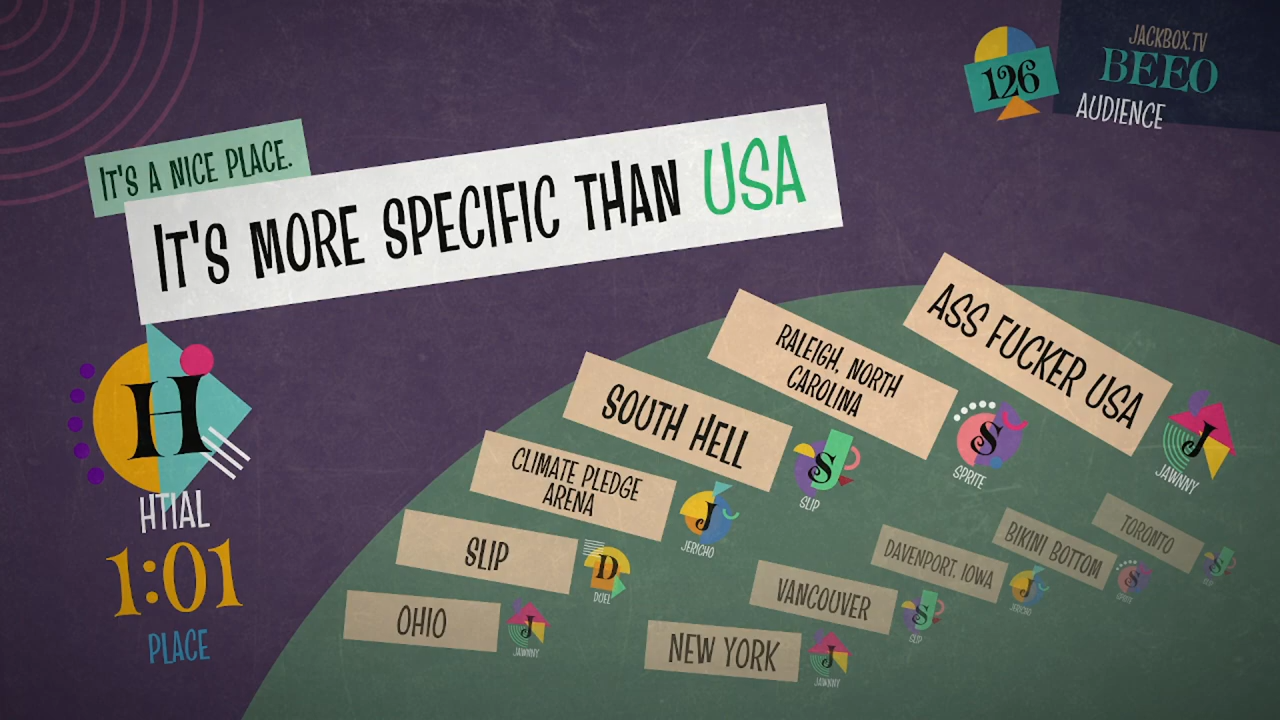 JACKBOX.TV
BEEO
126
AUDIENCE
IT'S A NICE PLACE.
IT'S MORE SPECIFIC THAN USA
H
HTIAL
1:01
PLACE
ASS FUCKER USA
J
JAWNNY
RALEIGH, NORTH
CAROLINA
S
SPRITE
SOUTH HELL
S
SLIP
CLIMATE PLEDGE
ARENA
J
JERICHO
SLIP
D
DOEL
OHIO
J
JAWNNY
TORONTO
S
SLIP
BIKINI BOTTOM
S
SPRITE
DAVENPORT, IOWA
J
JERICHO
VANCOUVER
S
SLIP
NEW YORK
J
JAWNNY